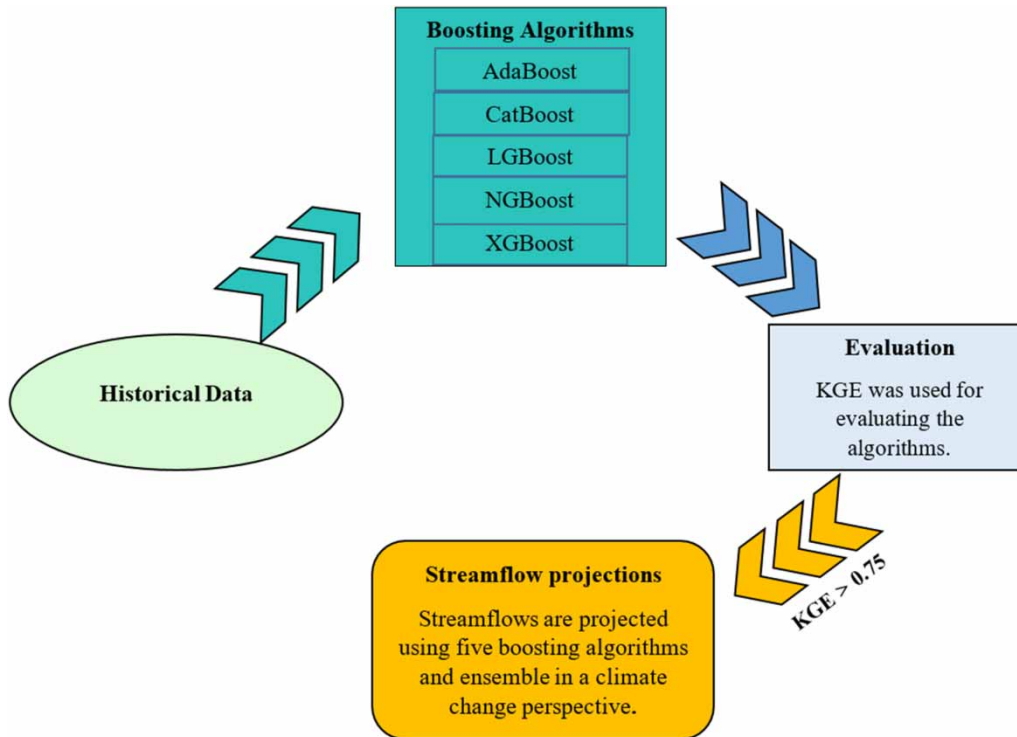 Boosting Algorithms
AdaBoost
CatBoost
LGBoost
NGBoost
XGBoost
Historical Data
Evaluation
KGE was used for
evaluating the
algorithms.
KGE > 0.75
Streamflow projections
Streamflows are projected
using five boosting algorithms
and ensemble in a climate
change perspective.